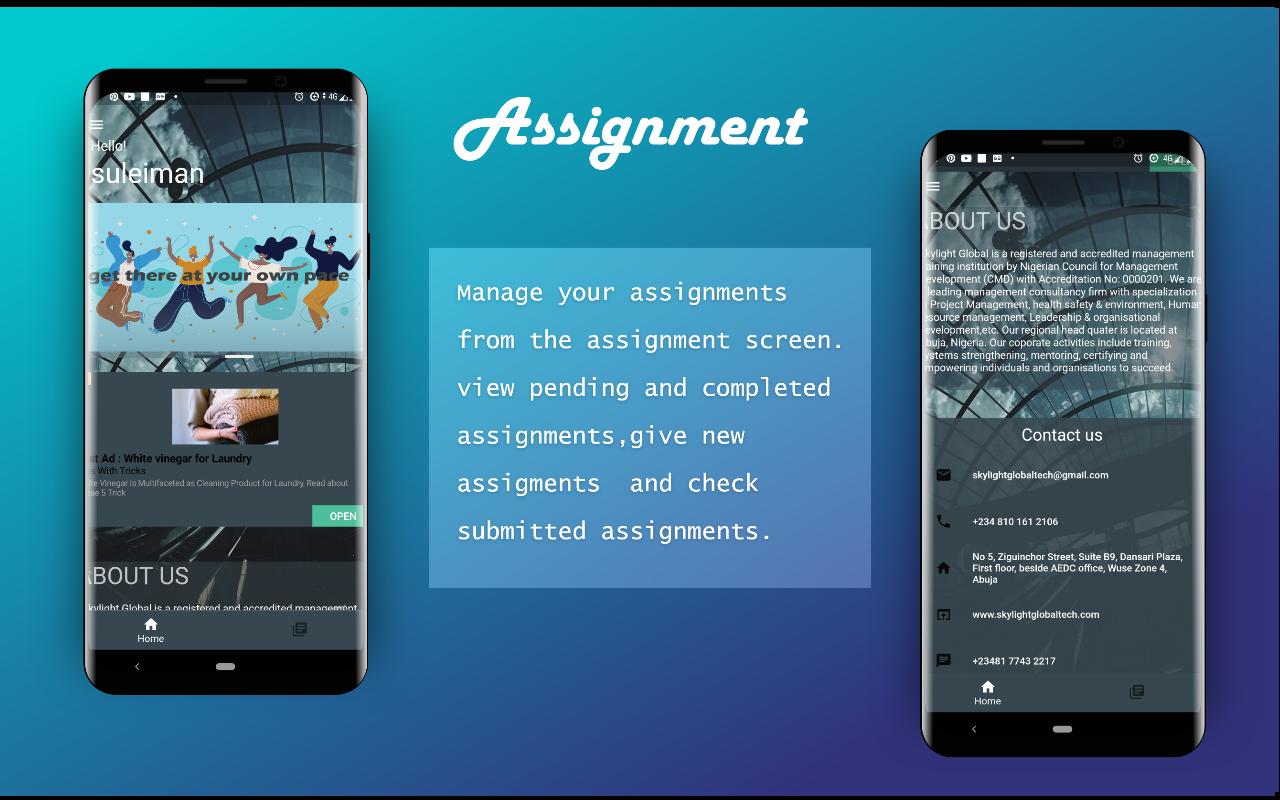 Assignment
Manage your assignments
from the assignment screen.
view pending and completed
assignments,give new
assigments  and check
submitted assignments.
4G
Hello!
suleiman
get there at your own pace
st Ad : White vinegar for Laundry
s With Tricks
te Vinegar Is Multifaceted as Cleaning Product for Laundry, Read about
se 5 Trick
OPEN
BOUT US
kylight Global is a registered and accredited management
Home
4G
BOUT US
kylight Global is a registered and accredited management
aining institution by Nigerian Council for Management
evelopment (CMD) with Accreditation No: 0000201. We are
leading management consultancy firm with specialization
Project Management, health safety & environment, Human
esource management, Leadership & organisational
evelopment,etc. Our regional head quater is located at
buja, Nigeria. Our coporate activities include training,
ystems strengthening, mentoring, certifying and
mpowering individuals and organisations to succeed.
Contact us
skylightglobaltech@gmail.com
+234 810 161 2106
No 5, Ziguinchor Street, Suite B9, Dansari Plaza,
First floor, beside AEDC office, Wuse Zone 4,
Abuja
www.skylightglobaltech.com
+23481 7743 2217
Home